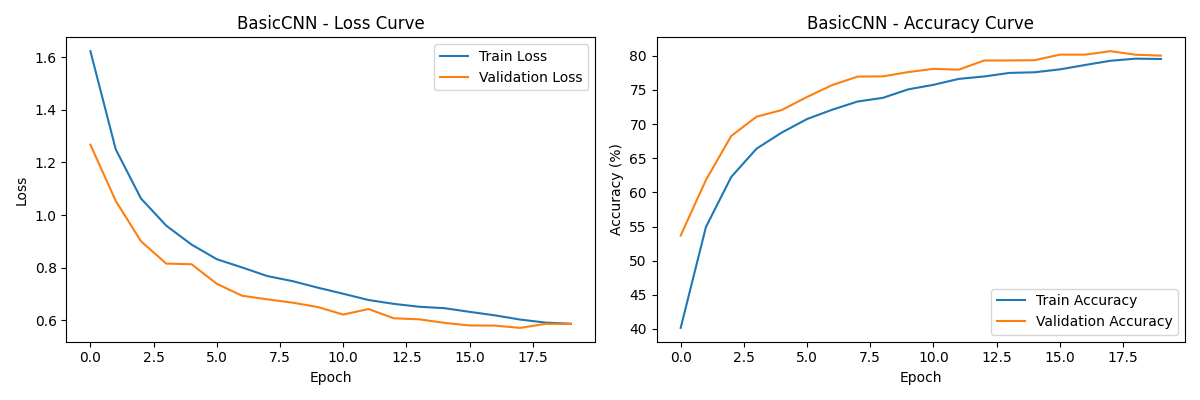 BasicCNN - Loss Curve
Train Loss
Validation Loss
1.6
1.4
1.2
1.0
0.8
0.6
Loss
0.0 2.5 5.0 7.5 10.0 12.5 15.0 17.5
Epoch
BasicCNN - Accuracy Curve
80
75
70
65
60
55
50
45
40
Accuracy (%)
Train Accuracy
Validation Accuracy
0.0 2.5 5.0 7.5 10.0 12.5 15.0 17.5
Epoch